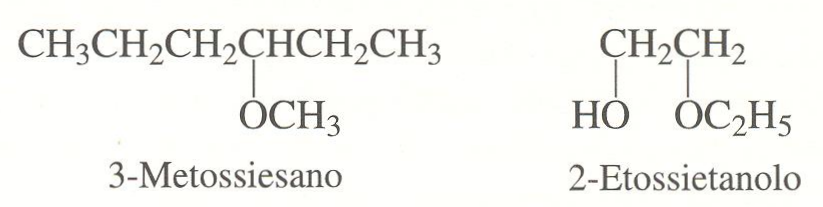 CH₃CH₂CH₂CHCH₂CH₃
OCH₃
3-Metossiesano
CH₂CH₂
HO OC₂H₅
2-Etossietanolo